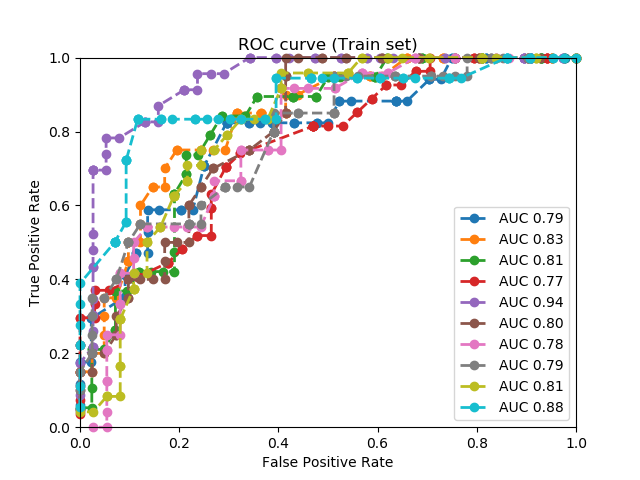 ROC curve (Train set)
1.0
0.8
0.6
0.4
0.2
0.0
True Positive Rate
0.0 0.2 0.4 0.6 0.8 1.0
False Positive Rate
AUC 0.79
AUC 0.83
AUC 0.81
AUC 0.77
AUC 0.94
AUC 0.80
AUC 0.78
AUC 0.79
AUC 0.81
AUC 0.88